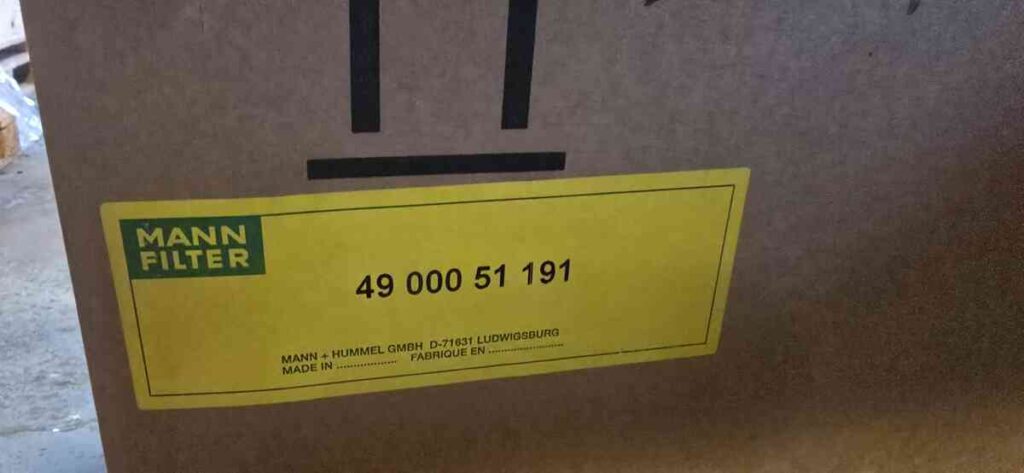 MANN
FILTER
49 000 51 191
MANN + HUMMEL GMBH D-71631 LUDWIGSBURG
MADE IN .................. FABRIQUE EN ......................